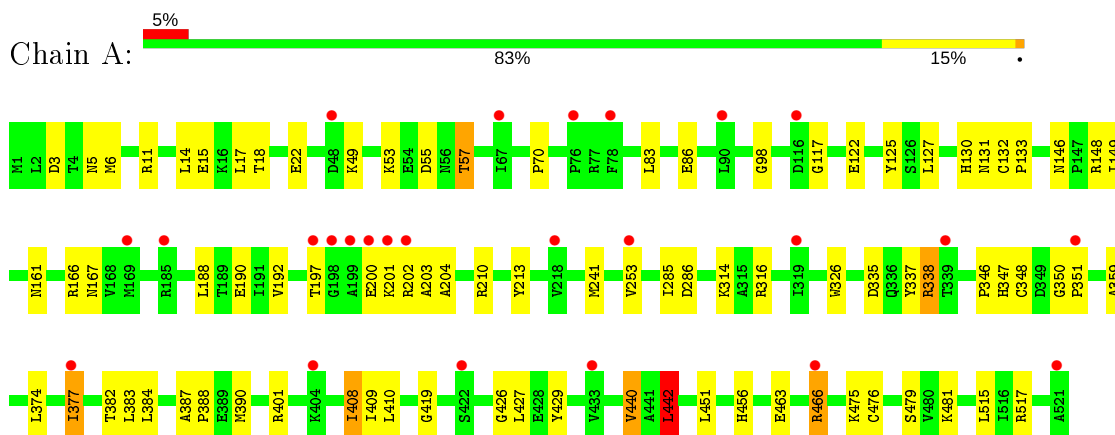 5%
Chain A:
83% 15% •
M1 L2 D3 T4 N5 M6 R11 L14 E15 K16 L17 T18 E22 D48 K49 K53 E54 D55 N56 T57 I67 P70 P76 R77 F78 L83 E86 L90 G98 D116 G117 E122 Y125 S126 L127 H130 N131 C132 P133 N146 P147 R148 I149
N161 R166 N167 V168 M169 R185 L188 T189 E190 I191 V192 T197 G198 A199 E200 K201 R202 A203 A204 R210 Y213 V218 M241 V253 I285 D286 K314 A315 R316 I319 W326 D335 Q336 Y337 R338 T339 P346 H347 C348 D349 G350 P351 A359
L374 I377 T382 L383 L384 A387 P388 E389 M390 R401 K404 I408 I409 L410 G419 S422 G426 L427 E428 Y429 V433 V440 A441 L442 L451 H456 E463 R466 K475 C476 S479 V480 K481 L515 I516 R517 A521